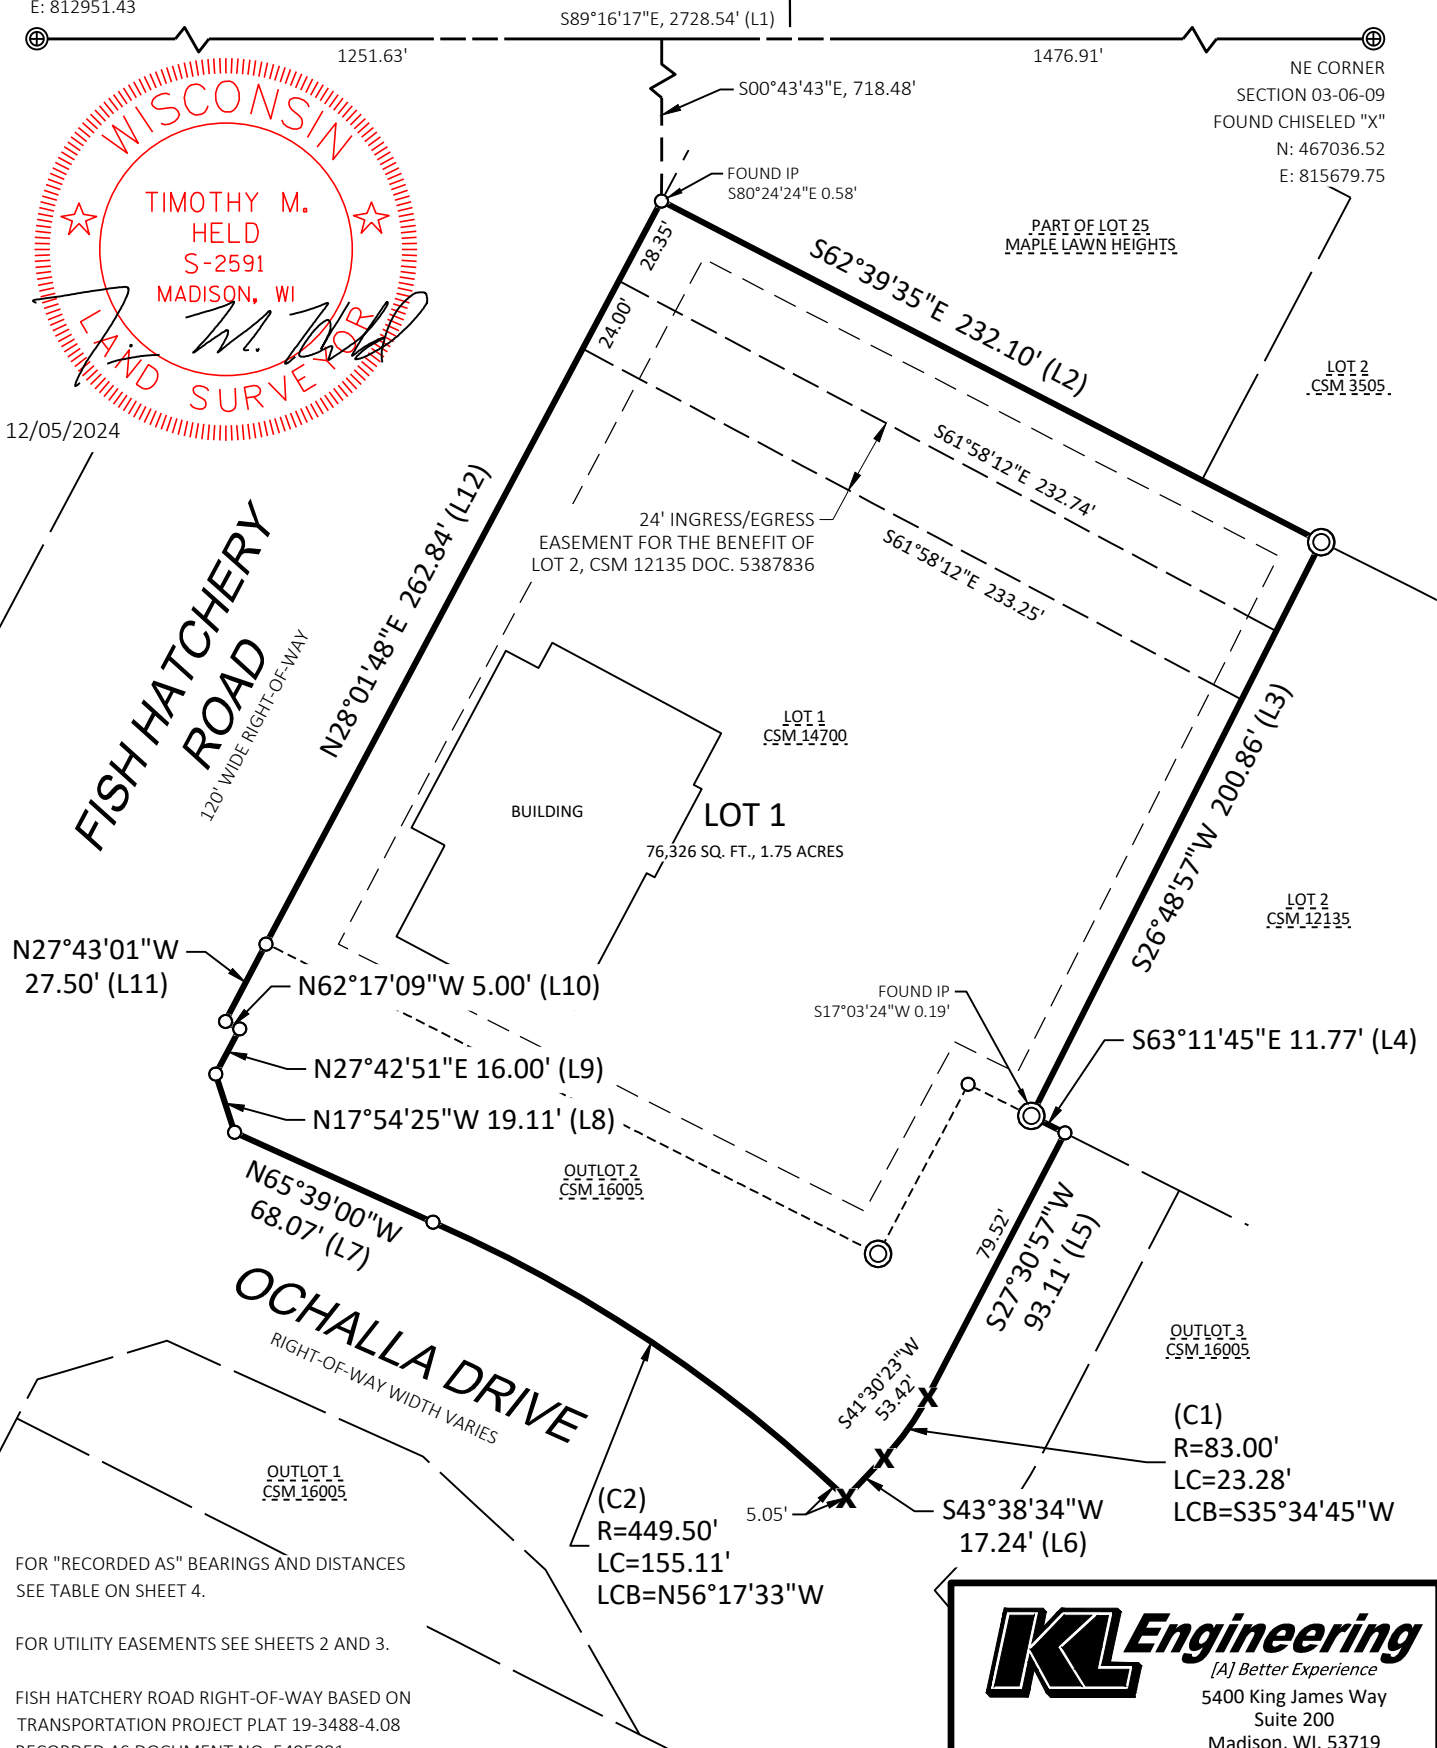 E: 812951.43
S89°16'17"E, 2728.54' (L1)
1251.63'
1476.91'
S00°43'43"E, 718.48'
NE CORNER
SECTION 03-06-09
FOUND CHISELED "X"
N: 467036.52
E: 815679.75
WISCONSIN
TIMOTHY M.
HELD
S-2591
MADISON, WI
LAND SURVEYOR
12/05/2024
FOUND IP
S80°24'24"E 0.58'
PART OF LOT 25
MAPLE LAWN HEIGHTS
28.35'
24.00'
S62°39'35"E 232.10' (L2)
LOT 2
CSM 3505
S61°58'12"E 232.74'
S61°58'12"E 233.25'
24' INGRESS/EGRESS
EASEMENT FOR THE BENEFIT OF
LOT 2, CSM 12135 DOC. 5387836
N28°01'48"E 262.84' (L12)
FISH HATCHERY
ROAD
120' WIDE RIGHT-OF-WAY
LOT 1
CSM 14700
BUILDING
LOT 1
76,326 SQ. FT., 1.75 ACRES
S26°48'57"W 200.86' (L3)
LOT 2
CSM 12135
N27°43'01"W
27.50' (L11)
N62°17'09"W 5.00' (L10)
FOUND IP
S17°03'24"W 0.19'
S63°11'45"E 11.77' (L4)
N27°42'51"E 16.00' (L9)
N17°54'25"W 19.11' (L8)
OUTLOT 2
CSM 16005
N65°39'00"W
68.07' (L7)
79.52'
S27°30'57"W
93.11' (L5)
OCHALLA DRIVE
RIGHT-OF-WAY WIDTH VARIES
OUTLOT 3
CSM 16005
S41°30'23"W
53.42'
(C1)
R=83.00'
LC=23.28'
LCB=S35°34'45"W
OUTLOT 1
CSM 16005
(C2)
R=449.50'
LC=155.11'
LCB=N56°17'33"W
5.05'
S43°38'34"W
17.24' (L6)
FOR "RECORDED AS" BEARINGS AND DISTANCES
SEE TABLE ON SHEET 4.
FOR UTILITY EASEMENTS SEE SHEETS 2 AND 3.
FISH HATCHERY ROAD RIGHT-OF-WAY BASED ON
TRANSPORTATION PROJECT PLAT 19-3488-4.08
RECORDED AS DOCUMENT NO.
KL Engineering
[A] Better Experience
5400 King James Way
Suite 200
Madison, WI. 53719